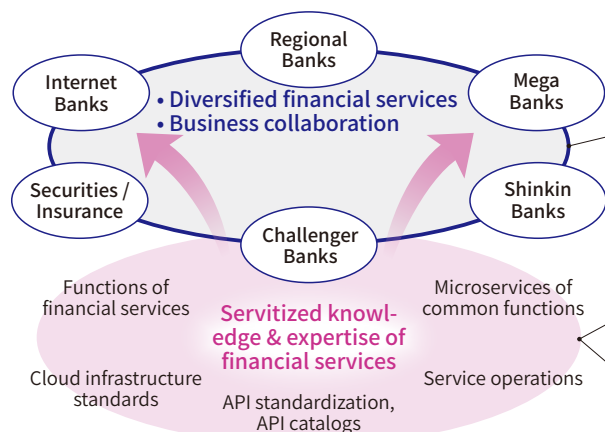 Regional
Banks
Internet
Banks
Mega
Banks
• Diversified financial services
• Business collaboration
Securities /
Insurance
Shinkin
Banks
Challenger
Banks
Functions of
financial services
Microservices of
common functions
Servitized knowl-
edge & expertise of
financial services
Cloud infrastructure
standards
Service operations
API standardization,
API catalogs